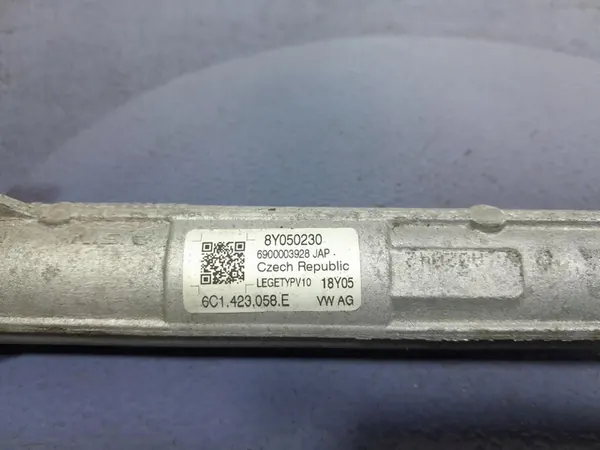 8Y050230
6900003928 JAP -
Czech Republic
LEGETYPV10 18Y05
6C1.423.058.E VW AG